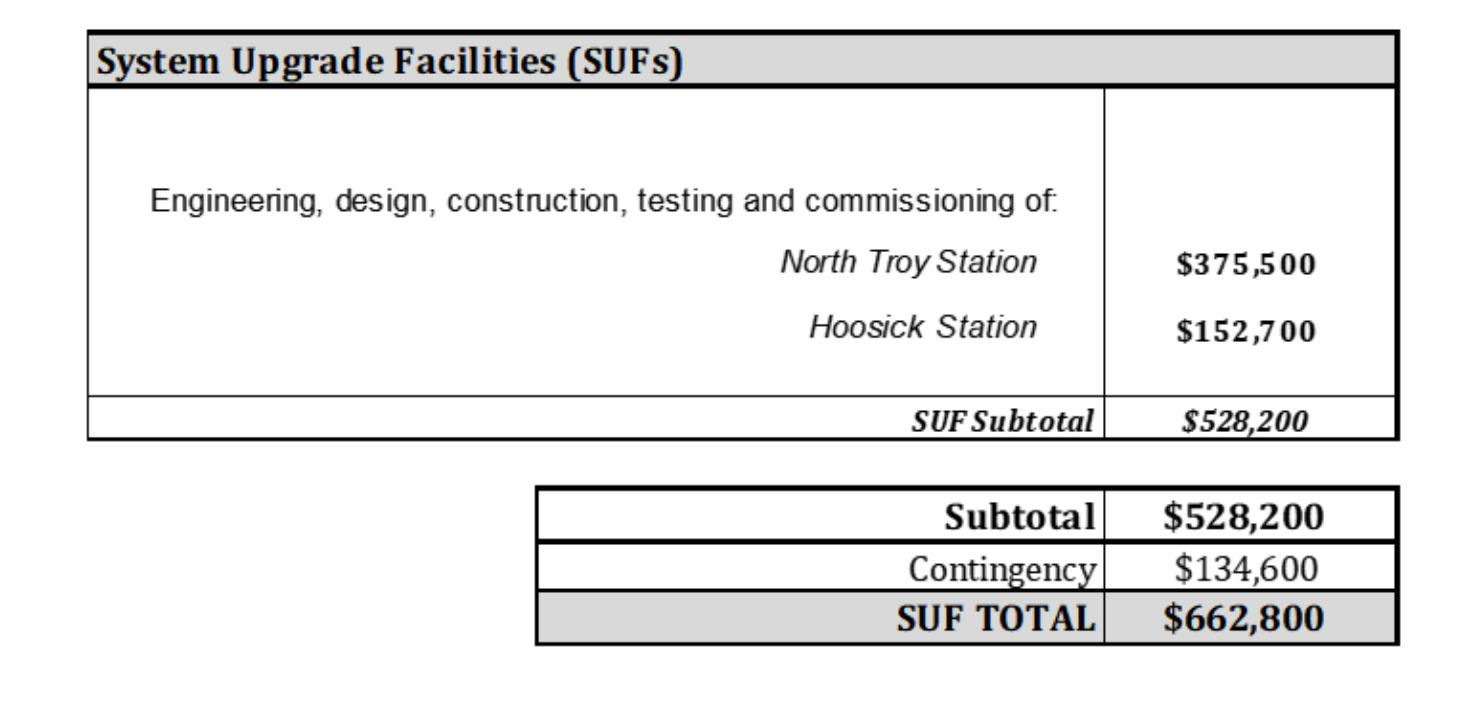 System Upgrade Facilities (SUFs)
Engineering, design, construction, testing and commissioning of:
North Troy Station $375,500
Hoosick Station $152,700
SUF Subtotal $528,200
Subtotal $528,200
Contingency $134,600
SUF TOTAL $662,800